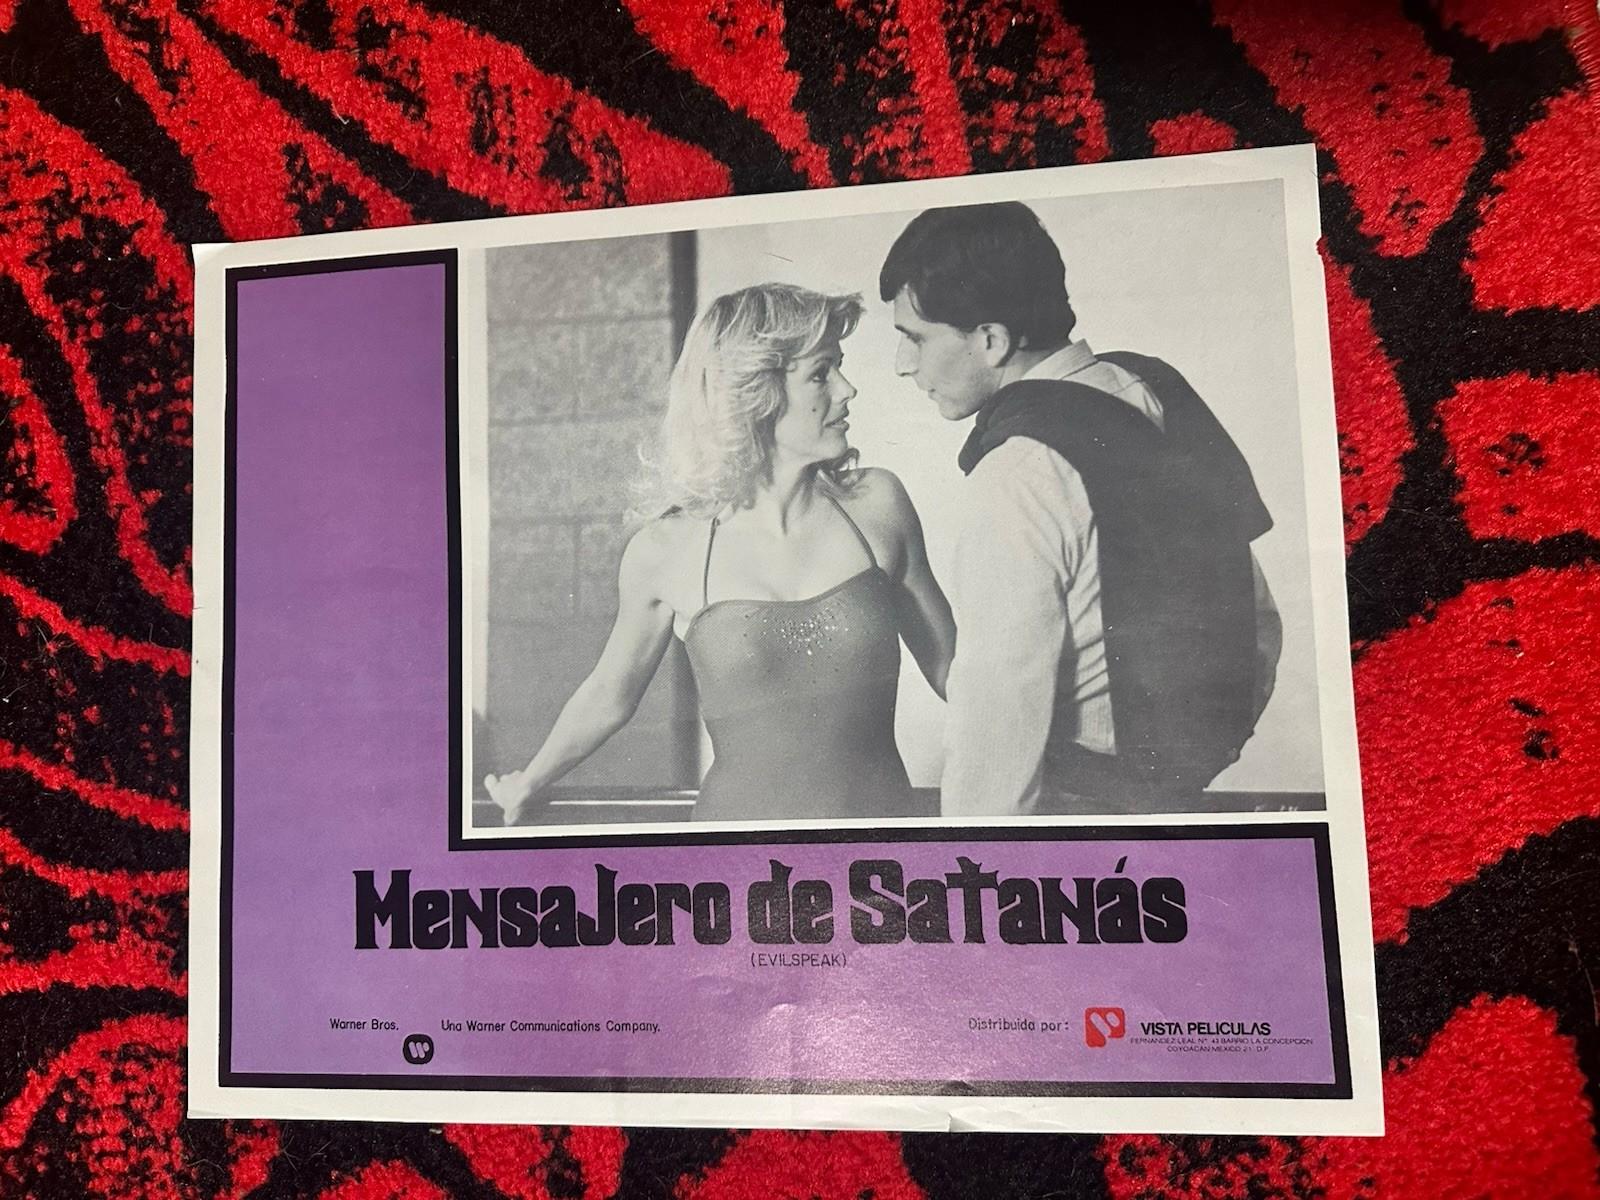 Mensajero de Satanás
(EVILSPEAK)
Warner Bros. Una Warner Communications Company.
Distribuida por: VISTA PELICULAS
FERNANDEZ LEAL Nº 43 BARRIO LA CONCEPCION
COYOACAN MEXICO 21 D.F.